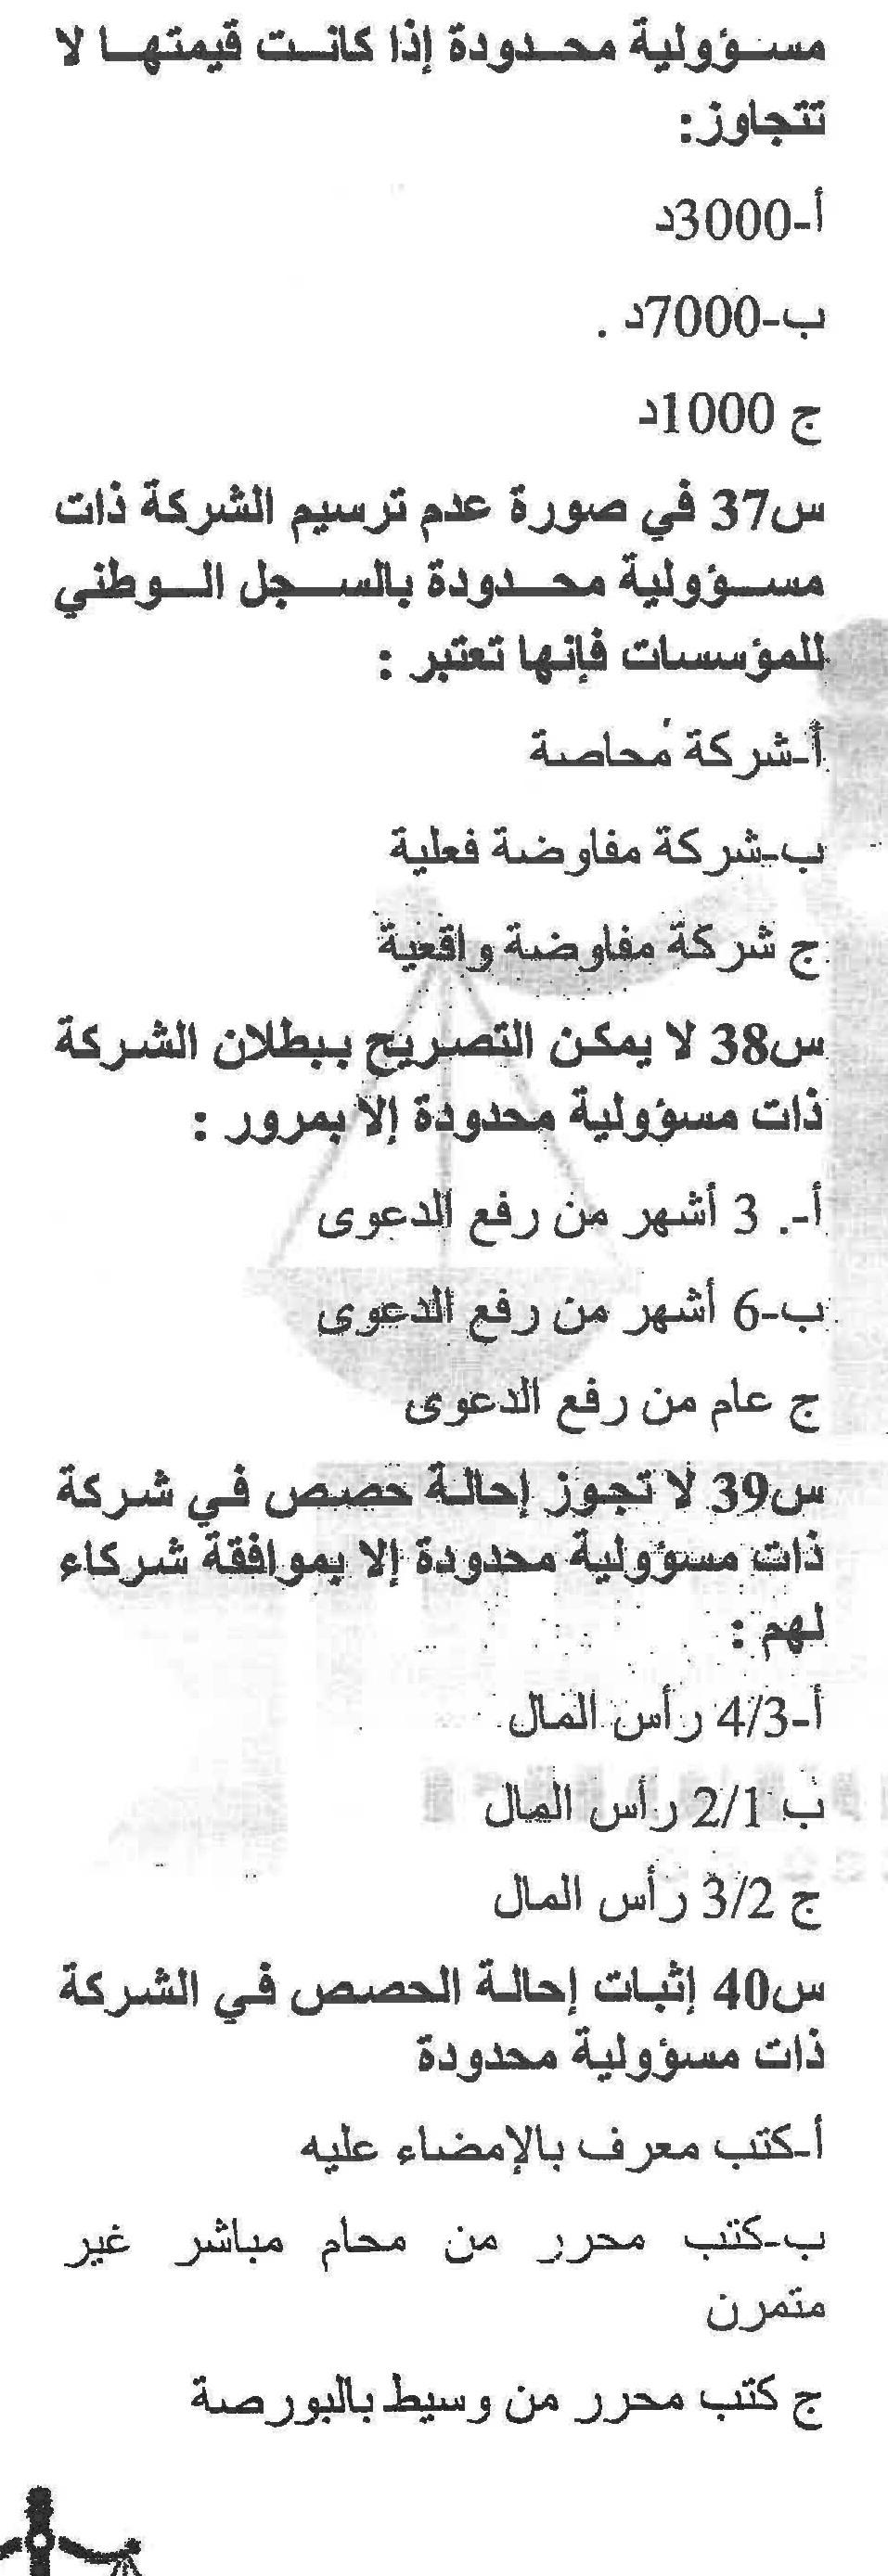 مسؤولية محدودة إذا كانت قيمتها لا
تتجاوز:
أ-3000د
ب-7000د .
ج 1000د
س37 في صورة عدم ترسيم الشركة ذات
مسؤولية محدودة بالسجل الوطني
للمؤسسات فإنها تعتبر :
أ-شركة محاصة
ب-شركة مفاوضة فعلية
ج شركة مفاوضة واقعية
س38 لا يمكن التصريح ببطلان الشركة
ذات مسؤولية محدودة إلا بمرور :
أ-. 3 أشهر من رفع الدعوى
ب-6 أشهر من رفع الدعوى
ج عام من رفع الدعوى
س39 لا تجوز إحالة حصص في شركة
ذات مسؤولية محدودة إلا بموافقة شركاء
لهم :
أ-4/3 رأس المال
ب 2/1 رأس المال
ج 3/2 رأس المال
س40 إثبات إحالة الحصص في الشركة
ذات مسؤولية محدودة
أ-كتب معرف بالإمضاء عليه
ب-كتب محرر من محام مباشر غير
متمرن
ج كتب محرر من وسيط بالبورصة